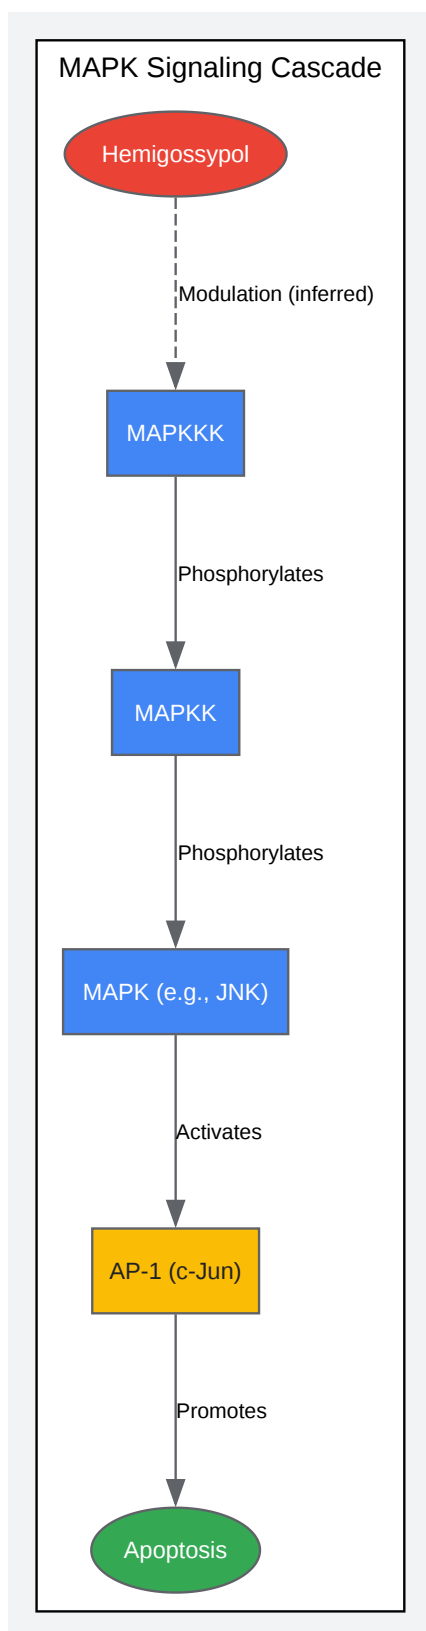 MAPK Signaling Cascade
Hemigossypol
Modulation (inferred)
MAPKKK
Phosphorylates
MAPKK
Phosphorylates
MAPK (e.g., JNK)
Activates
AP-1 (c-Jun)
Promotes
Apoptosis